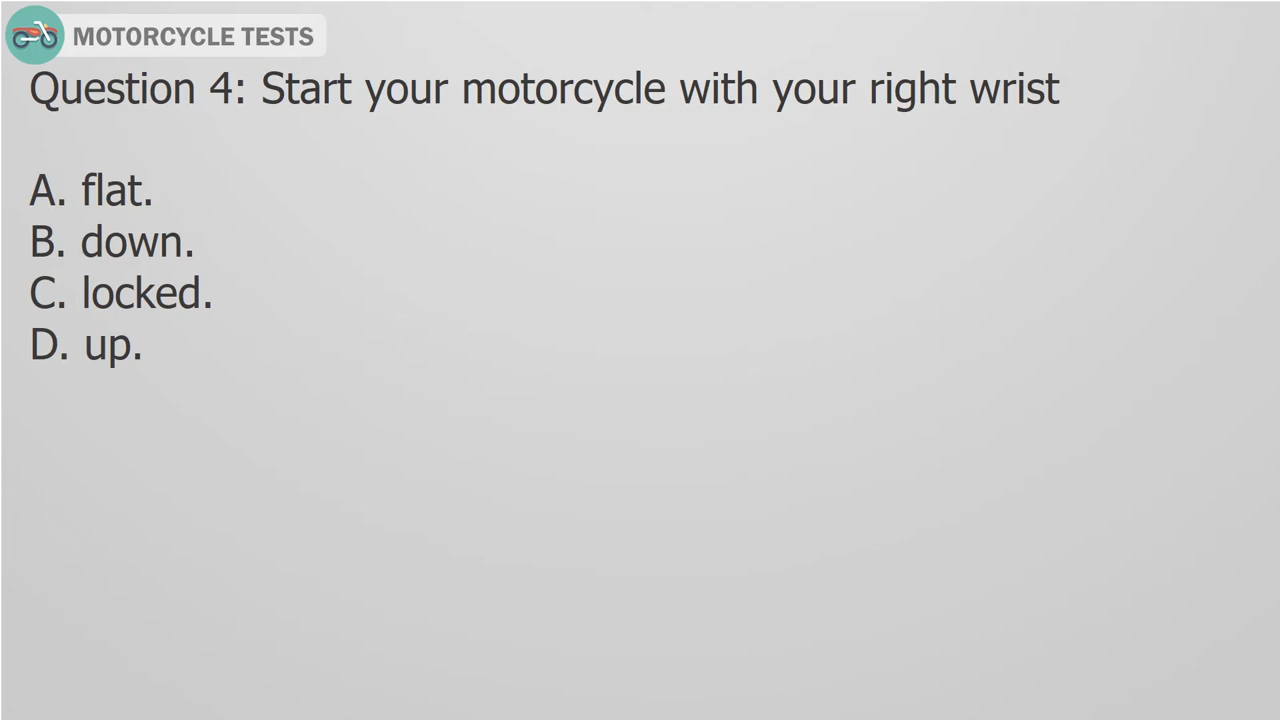 MOTORCYCLE TESTS
Question 4: Start your motorcycle with your right wrist
A. flat.
B. down.
C. locked.
D. up.